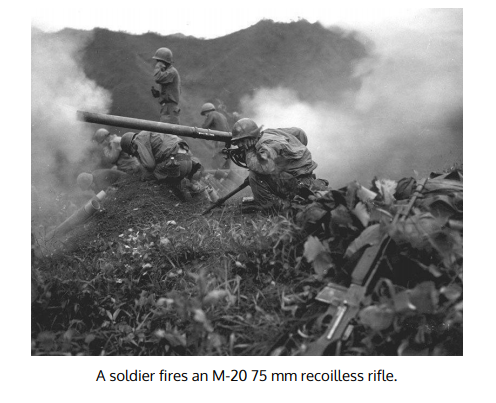 A soldier fires an M-20 75 mm recoilless rifle.